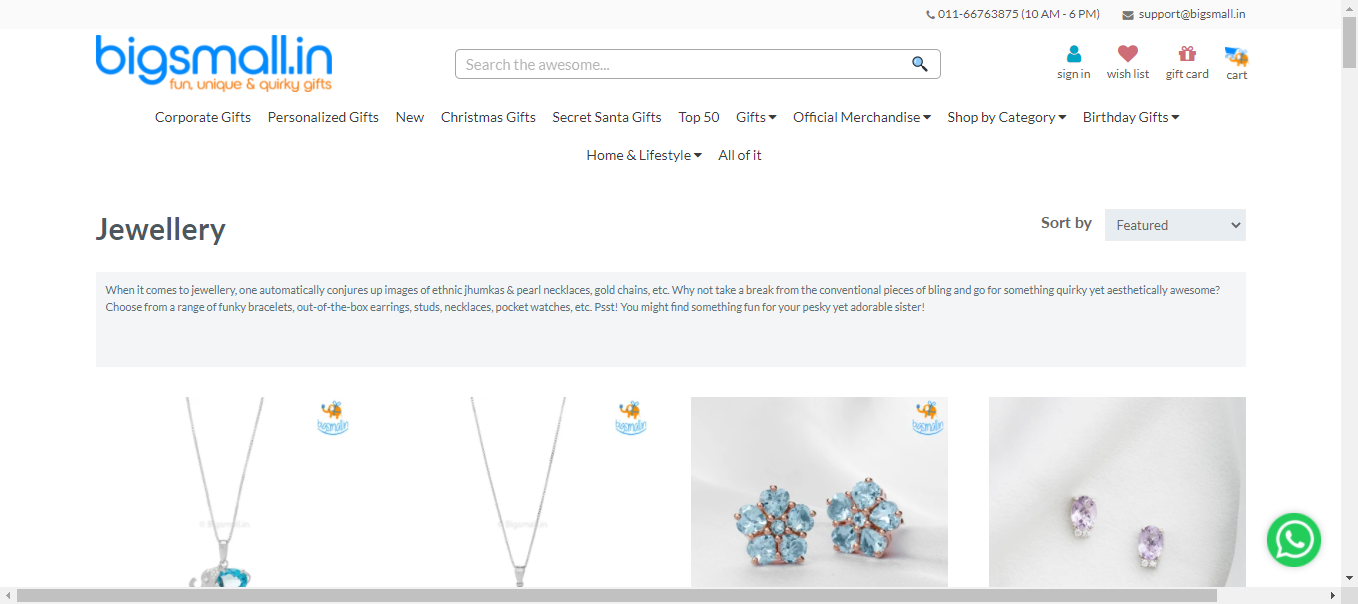 011-66763875 (10 AM - 6 PM) support@bigsmall.in
bigsmall.in
fun, unique & quirky gifts
Search the awesome...
sign in wish list gift card cart
Corporate Gifts Personalized Gifts New Christmas Gifts Secret Santa Gifts Top 50 Gifts Official Merchandise Shop by Category Birthday Gifts
Home & Lifestyle All of it
Jewellery
Sort by Featured
When it comes to jewellery, one automatically conjures up images of ethnic jhumkas & pearl necklaces, gold chains, etc. Why not take a break from the conventional pieces of bling and go for something quirky yet aesthetically awesome?
Choose from a range of funky bracelets, out-of-the-box earrings, studs, necklaces, pocket watches, etc. Psst! You might find something fun for your pesky yet adorable sister!
bigsmall.in bigsmall.in bigsmall.in
© Bigsmall.in © Bigsmall.in